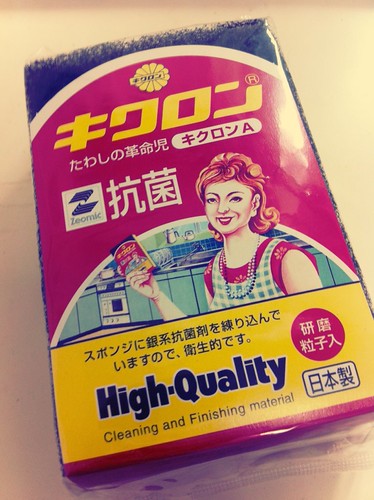 キクロン
キクロン®
たわしの革命児 キクロンA
Zeomic 抗菌
スポンジに銀系抗菌剤を練り込んで
いますので、衛生的です。
研磨
粒子入
High-Quality
日本製
Cleaning and Finishing material